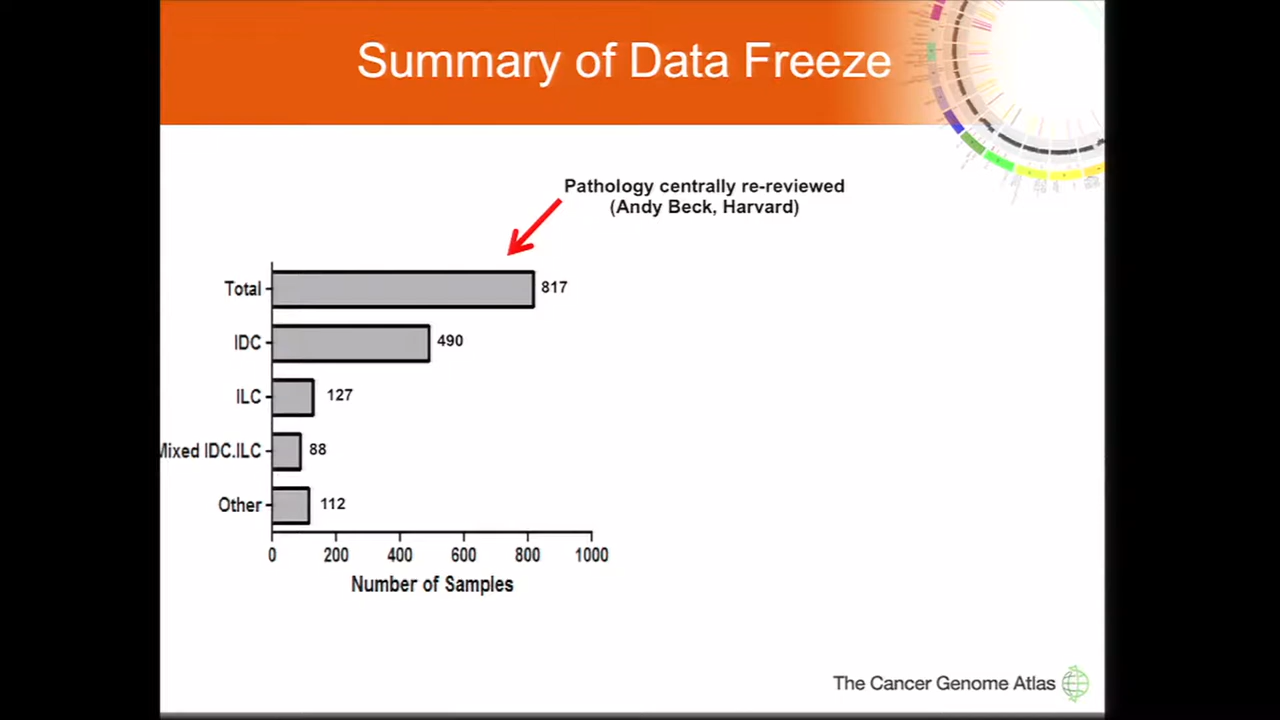 Summary of Data Freeze
Pathology centrally re-reviewed
(Andy Beck, Harvard)
Total
817
IDC
490
ILC
127
Mixed IDC.ILC
88
Other
112
0 200 400 600 800 1000
Number of Samples
The Cancer Genome Atlas